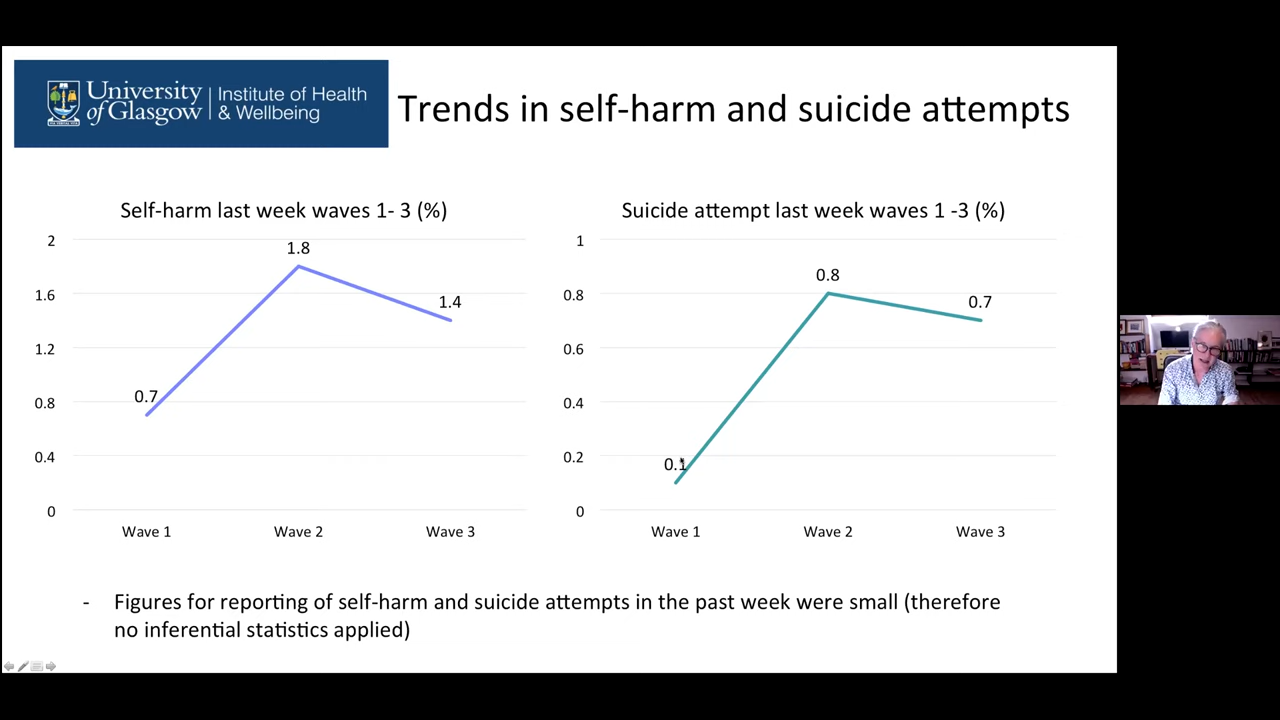 University
of Glasgow
Institute of Health
& Wellbeing
Trends in self-harm and suicide attempts
Self-harm last week waves 1- 3 (%)
2
1.6
1.2
0.8
0.4
0
0.7
1.8
1.4
Wave 1
Wave 2
Wave 3
Suicide attempt last week waves 1 -3 (%)
1
0.8
0.6
0.4
0.2
0
0.1
0.8
0.7
Wave 1
Wave 2
Wave 3
- Figures for reporting of self-harm and suicide attempts in the past week were small (therefore
no inferential statistics applied)